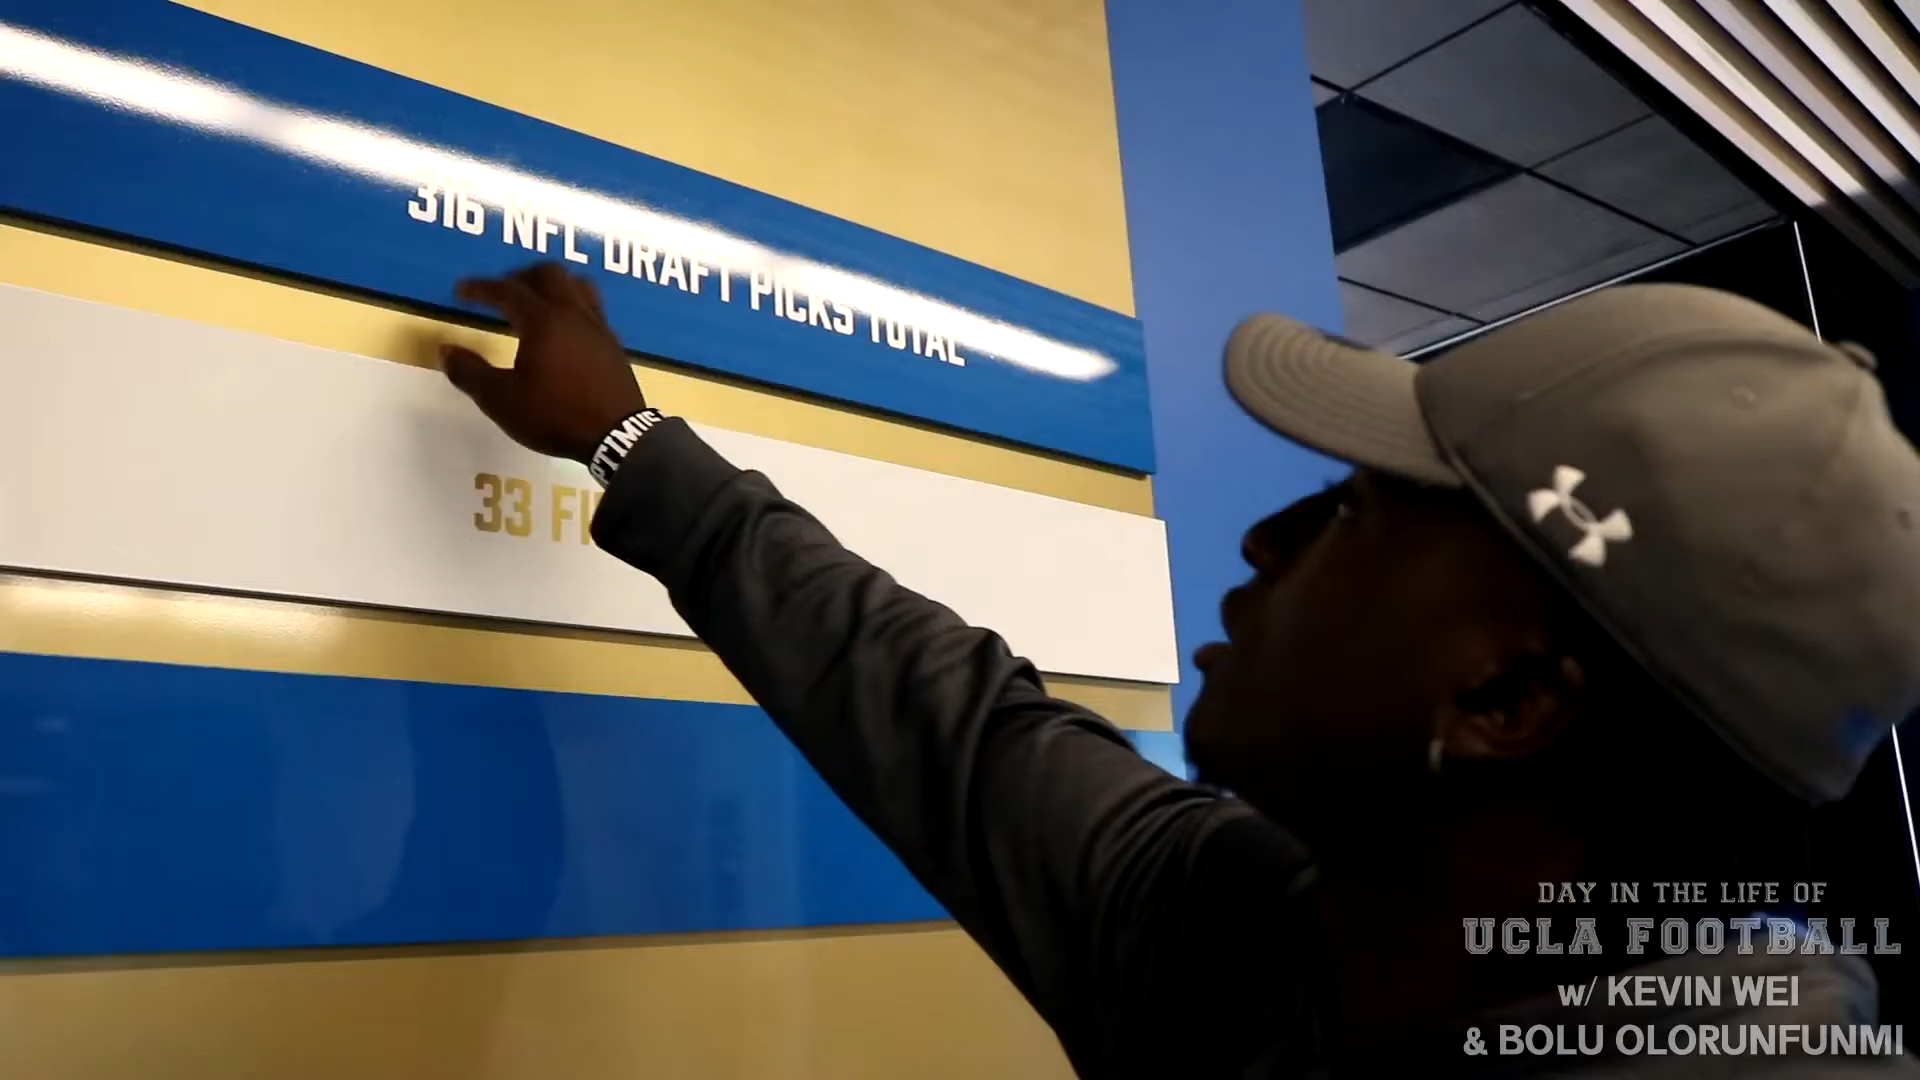 316 NFL DRAFT PICKS TOTAL
33
DAY IN THE LIFE OF
UCLA FOOTBALL
w/ KEVIN WEI
& BOLU OLORUNFUNMI